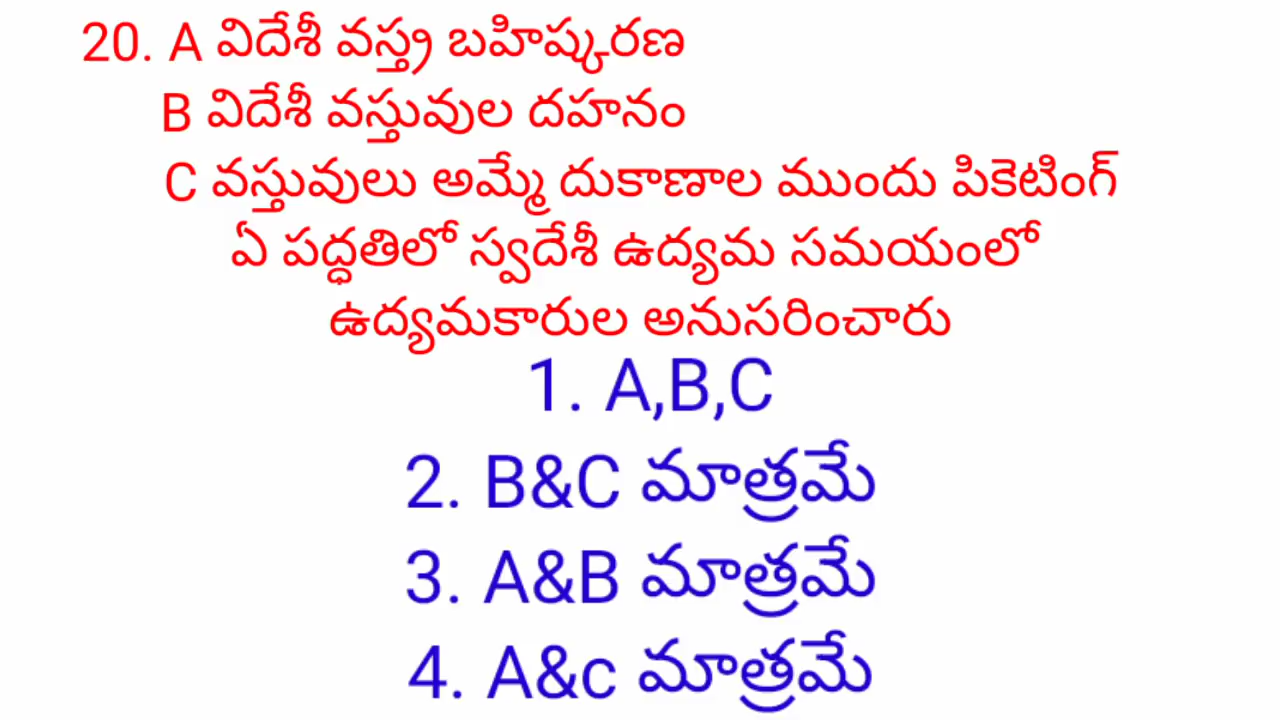 20. A విదేశీ వస్త్ర బహిష్కరణ
B విదేశీ వస్తువుల దహనం
C వస్తువులు అమ్మే దుకాణాల ముందు పికెటింగ్
ఏ పద్ధతిలో స్వదేశీ ఉద్యమ సమయంలో
ఉద్యమకారుల అనుసరించారు
1. A,B,C
2. B&C మాత్రమే
3. A&B మాత్రమే
4. A&c మాత్రమే